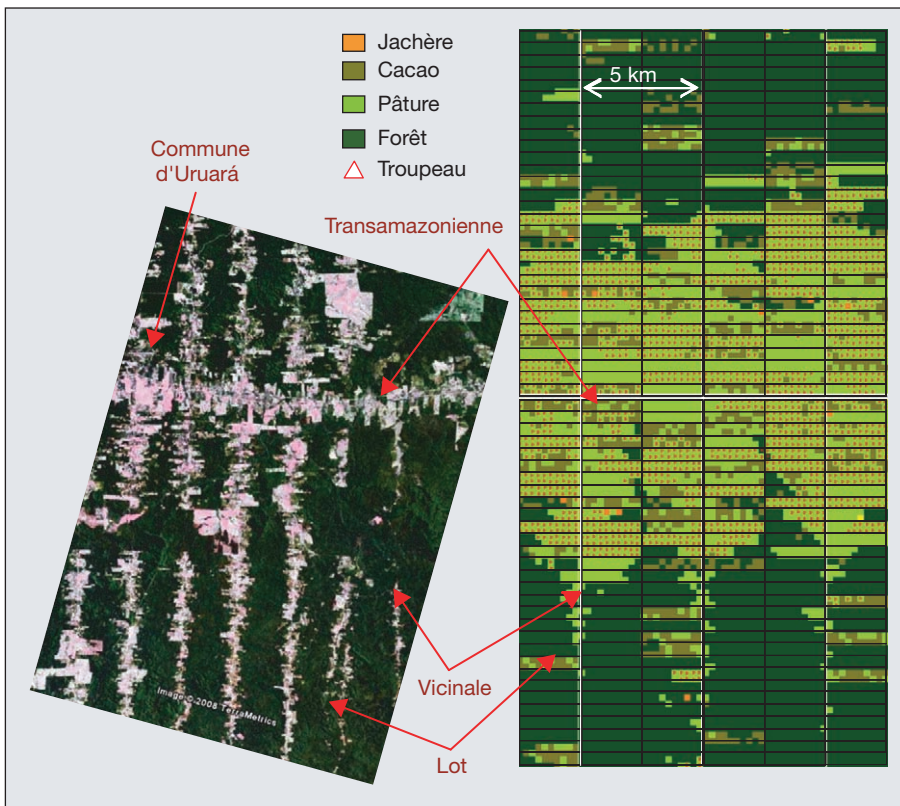 Jachère
Cacao
Pâture
Forêt
Troupeau
5 km
Commune
d'Uruará
Transamazonienne
Vicinale
Lot
Image © 2008 TerraMetrics